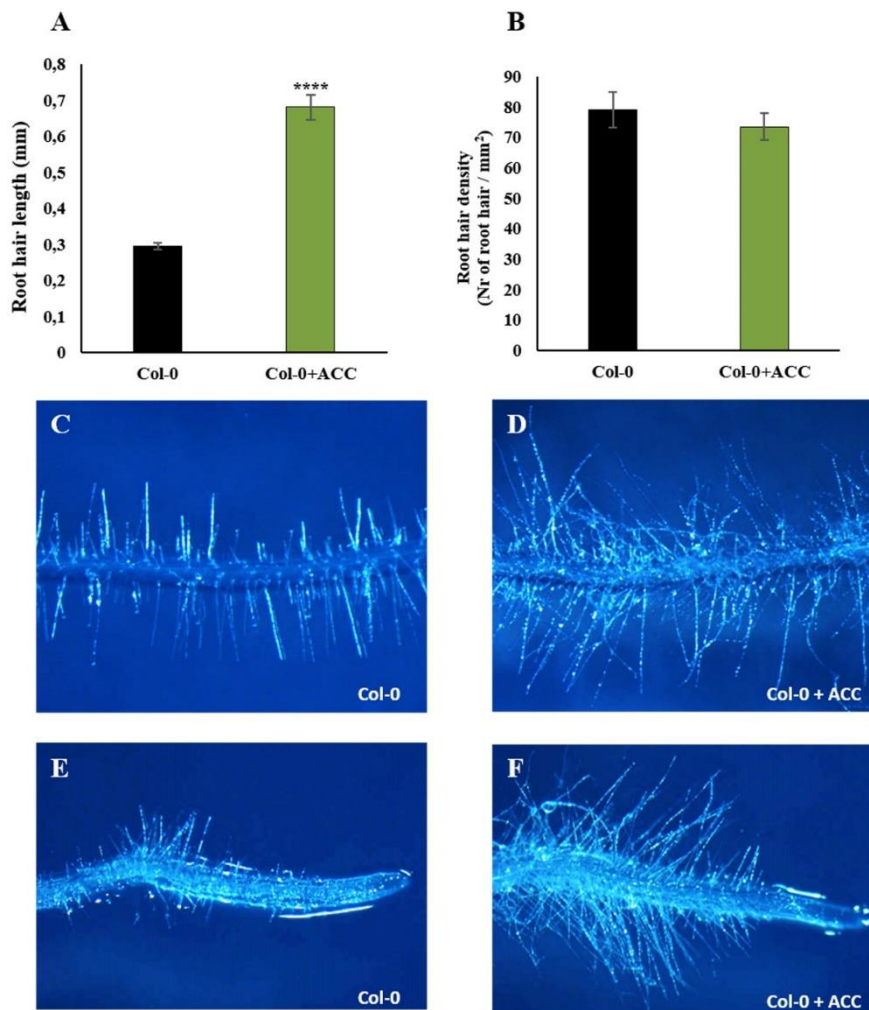 A
Root hair length (mm)
0,8
0,7
0,6
0,5
0,4
0,3
0,2
0,1
0
****
Col-0
Col-0+ACC
B
Root hair density
(Nr of root hair / mm²)
90
80
70
60
50
40
30
20
10
0
Col-0
Col-0+ACC
C
Col-0
D
Col-0 + ACC
E
Col-0
F
Col-0 + ACC